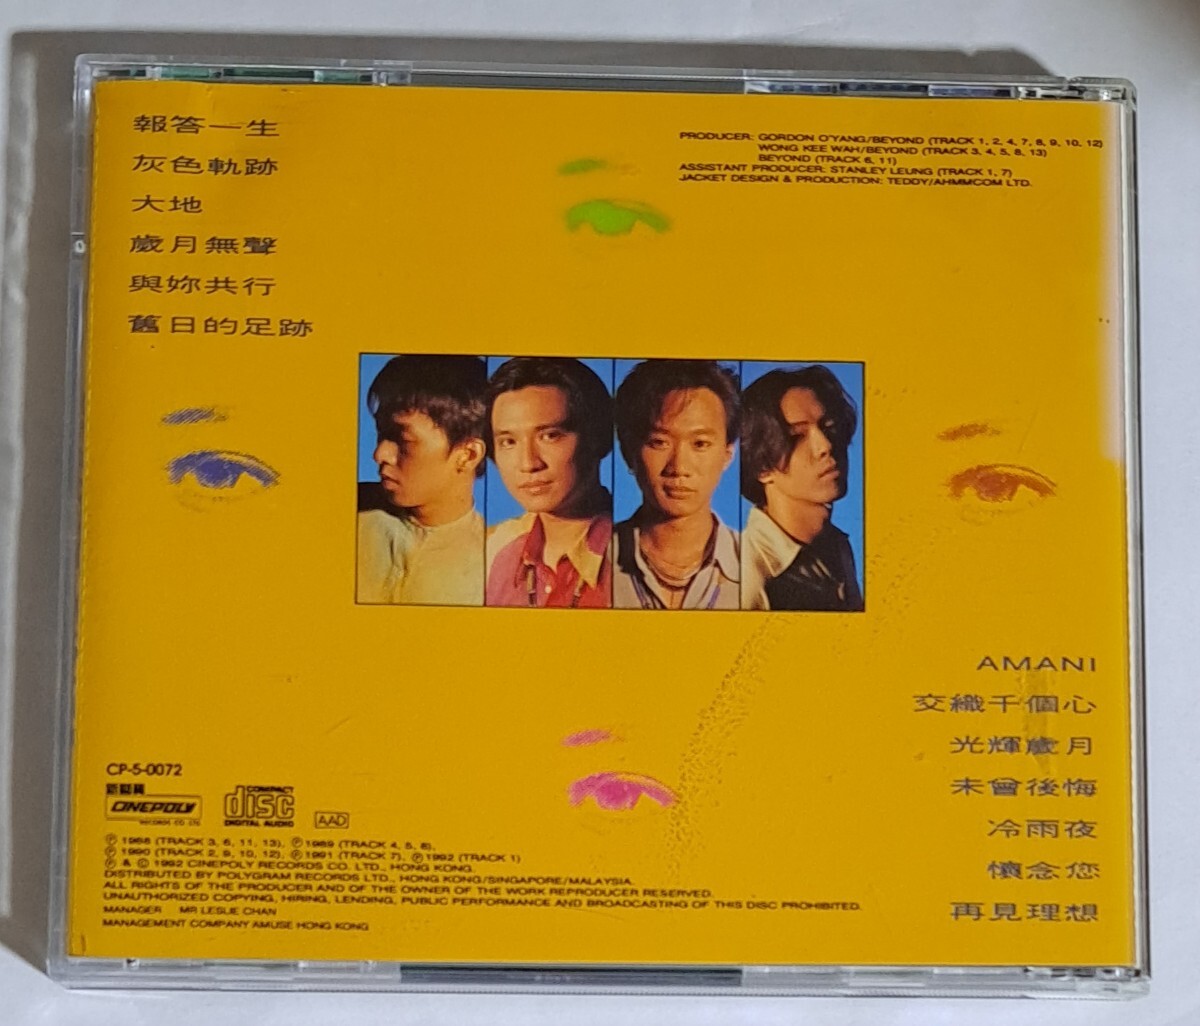 報答一生
灰色軌跡
大地
歲月無聲
與妳共行
舊日的足跡
PRODUCER: GORDON O'YANG/BEYOND (TRACK 1, 2, 4, 7, 8, 9, 10, 12)
WONG KEE WAH/BEYOND (TRACK 3, 4, 5, 8, 13)
BEYOND (TRACK 6, 11)
ASSISTANT PRODUCER: STANLEY LEUNG (TRACK 1, 7)
JACKET DESIGN & PRODUCTION: TEDDY/AHMMCOM LTD.
AMANI
交織千個心
光輝歲月
未曾後悔
冷雨夜
懷念您
再見理想
CP-5-0072
新藝寶
CINEPOLY
RECORDS CO. LTD.
COMPACT
disc
DIGITAL AUDIO
AAD
Ⓟ 1988 (TRACK 3, 6, 11, 13), Ⓟ 1989 (TRACK 4, 5, 8),
Ⓟ 1990 (TRACK 2, 9, 10, 12), Ⓟ 1991 (TRACK 7), Ⓟ 1992 (TRACK 1)
Ⓟ & © 1992 CINEPOLY RECORDS CO. LTD., HONG KONG.
DISTRIBUTED BY POLYGRAM RECORDS LTD., HONG KONG/SINGAPORE/MALAYSIA.
ALL RIGHTS OF THE PRODUCER AND OF THE OWNER OF THE WORK REPRODUCER RESERVED.
UNAUTHORIZED COPYING, HIRING, LENDING, PUBLIC PERFORMANCE AND BROADCASTING OF THIS DISC PROHIBITED.
MANAGER MR LESLIE CHAN
MANAGEMENT COMPANY AMUSE HONG KONG